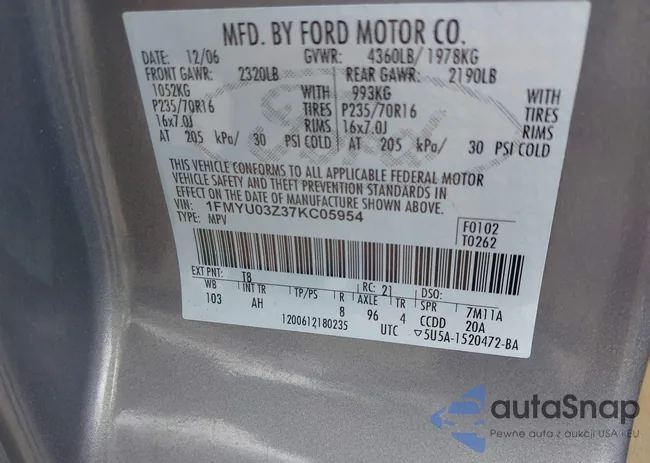 MFD. BY FORD MOTOR CO.
DATE: 12/06 GVWR: 4360LB/ 1978KG
FRONT GAWR: 2320LB REAR GAWR: 2190LB
1052KG WITH 993KG WITH
P235/70R16 TIRES P235/70R16 TIRES
16x7.0J RIMS 16x7.0J RIMS
AT 205 kPa/ 30 PSI COLD AT 205 kPa/ 30 PSI COLD
THIS VEHICLE CONFORMS TO ALL APPLICABLE FEDERAL MOTOR
VEHICLE SAFETY AND THEFT PREVENTION STANDARDS IN
EFFECT ON THE DATE OF MANUFACTURE SHOWN ABOVE.
VIN: 1FMYU03Z37KC05954
TYPE: MPV
F0102
T0262
EXT PNT: T8 RC: 21 DSO:
WB INT TR TP/PS R AXLE TR SPR 7M11A
103 AH 8 96 4 CCDD 20A
1200612180235 UTC ▽5U5A-1520472-BA
Ford
autaSnap
Pewne auta z aukcji USA i EU